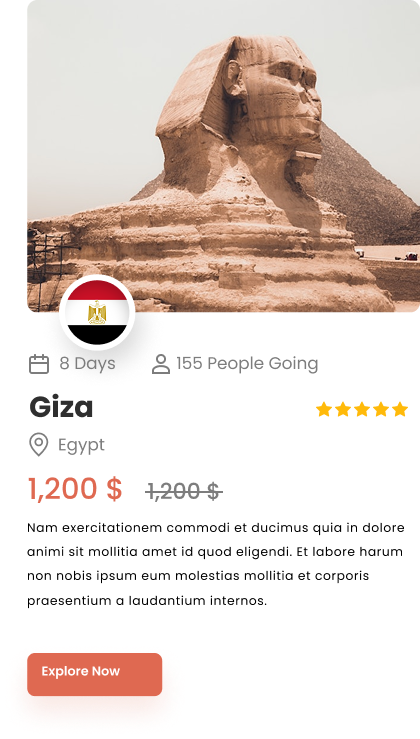 8 Days 155 People Going
Giza
Egypt
1,200 $ 1,200 $
Nam exercitationem commodi et ducimus quia in dolore
animi sit mollitia amet id quod eligendi. Et labore harum
non nobis ipsum eum molestias mollitia et corporis
praesentium a laudantium internos.
Explore Now